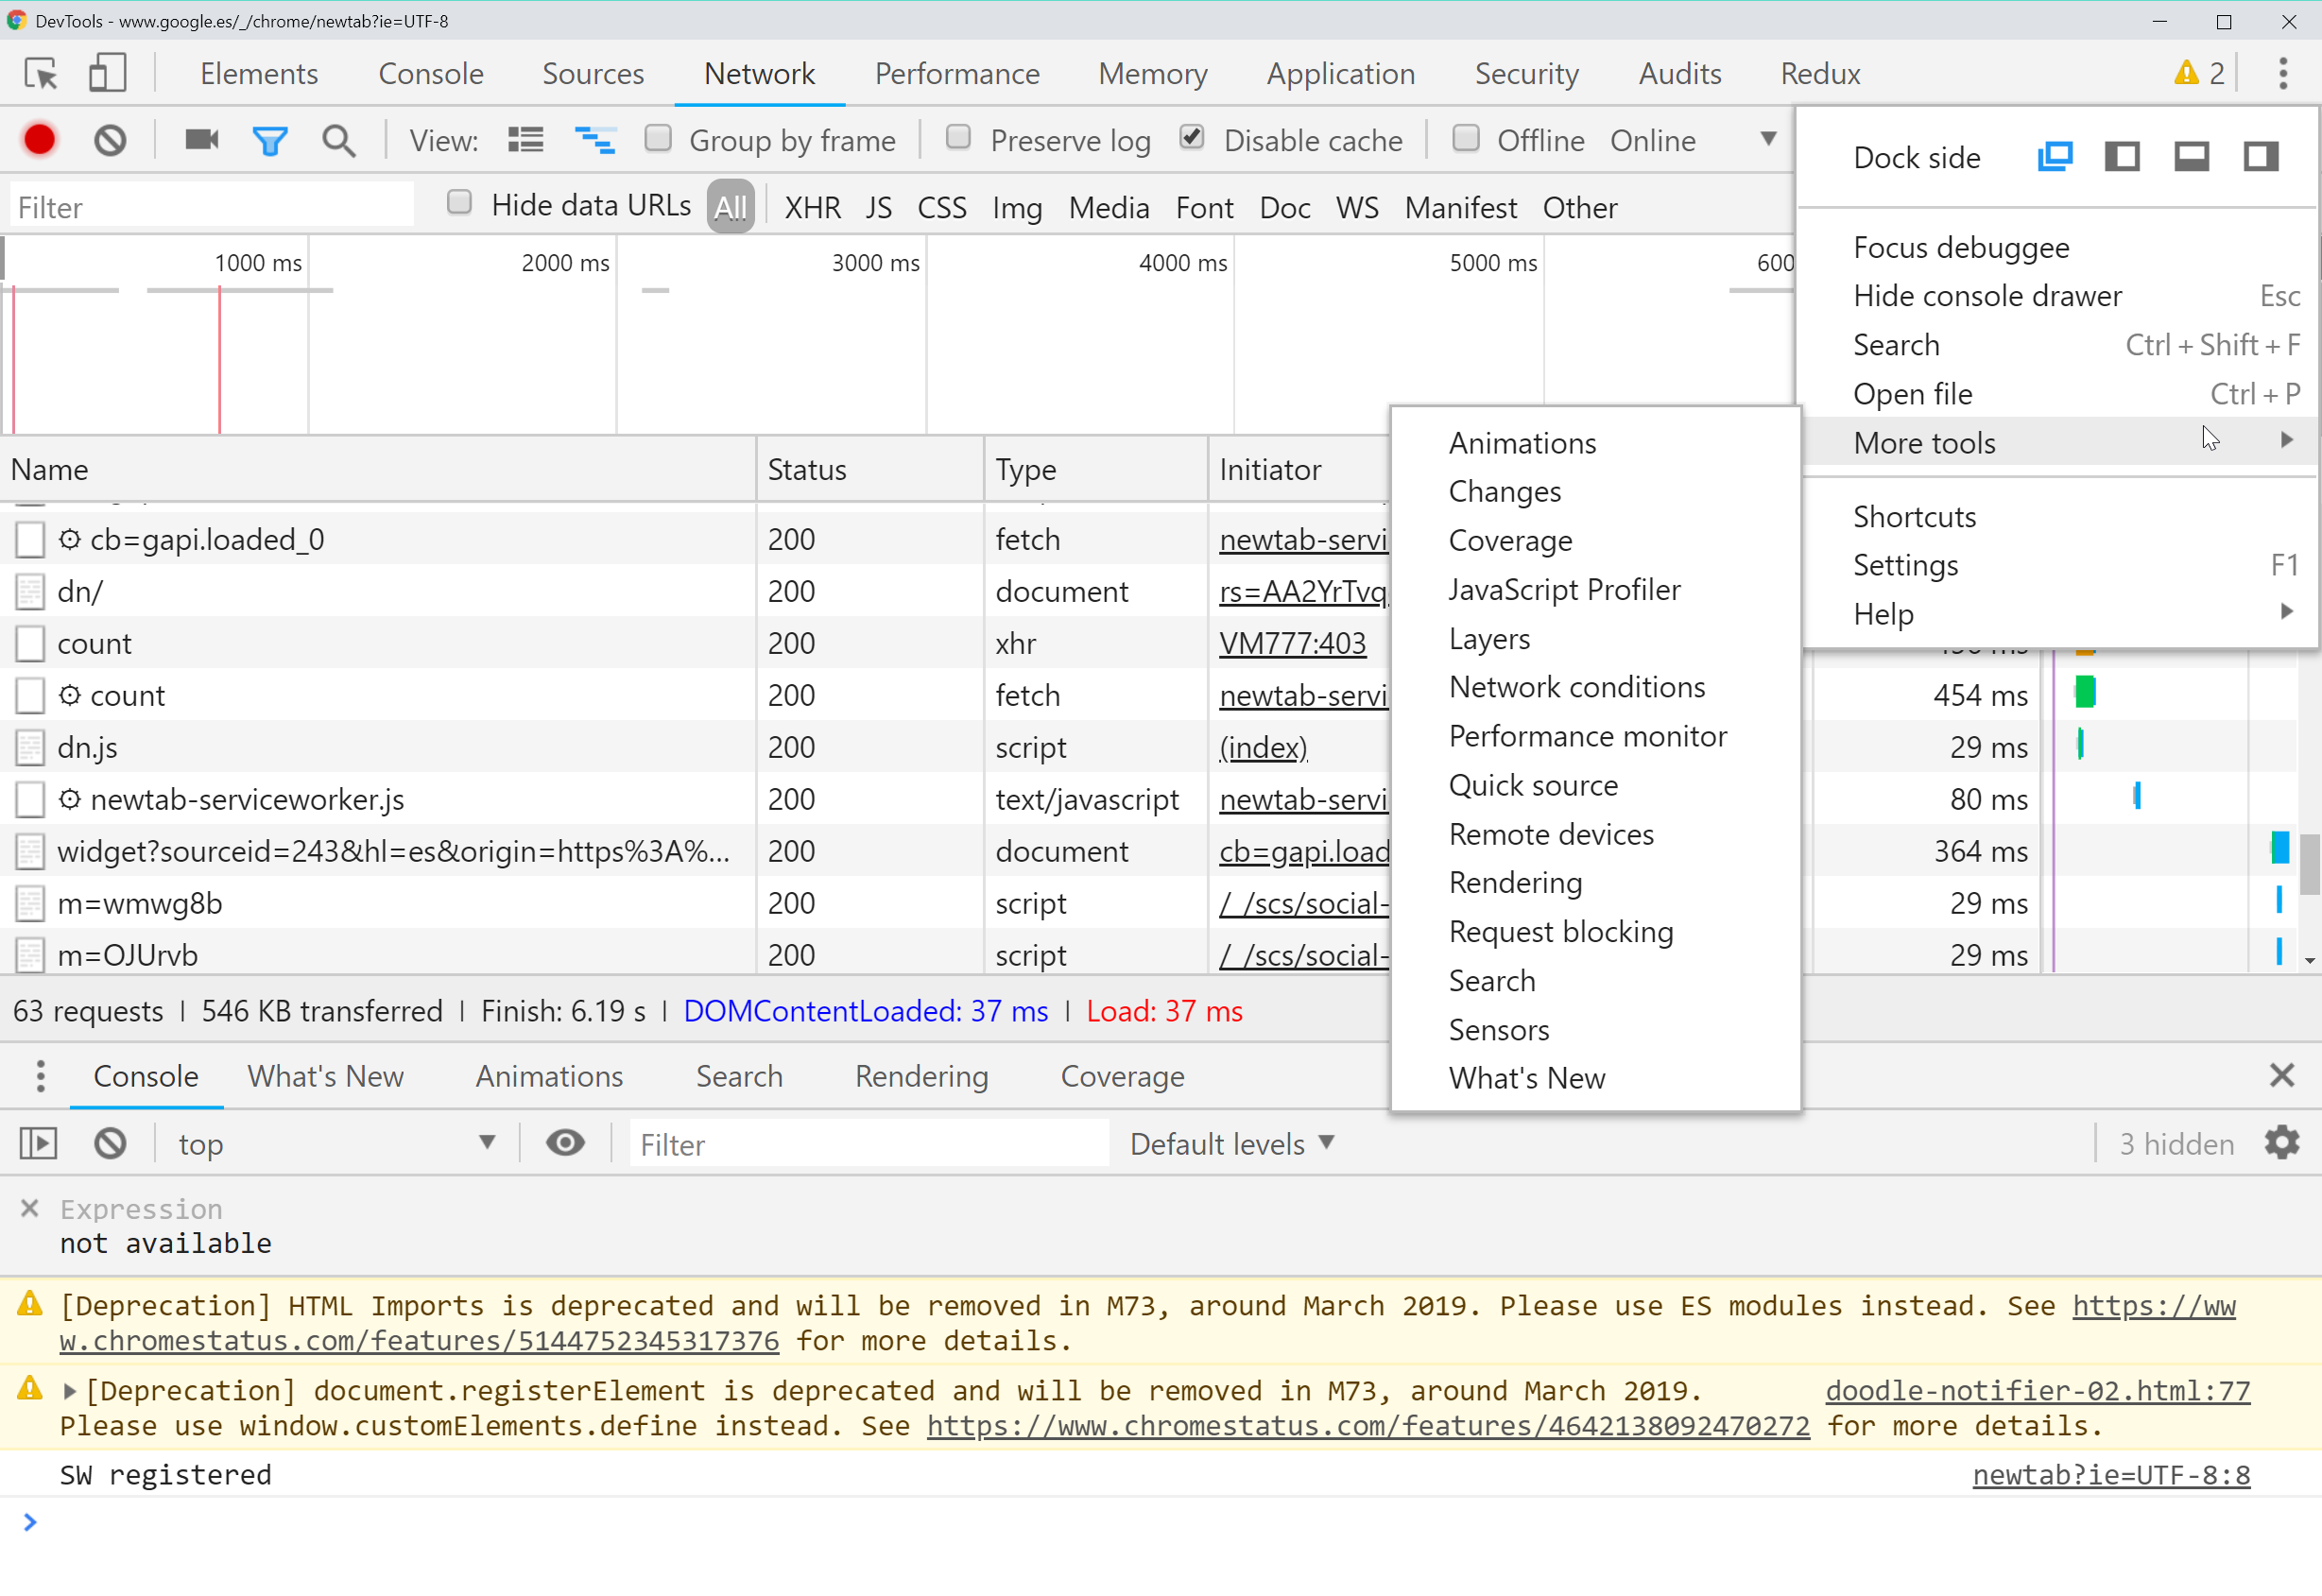 DevTools - www.google.es/_/chrome/newtab?ie=UTF-8
Elements Console Sources Network Performance Memory Application Security Audits Redux 2
View: Group by frame Preserve log Disable cache Offline Online
Filter Hide data URLs All XHR JS CSS Img Media Font Doc WS Manifest Other
1000 ms 2000 ms 3000 ms 4000 ms 5000 ms 600
Dock side
Focus debuggee
Hide console drawer Esc
Search Ctrl + Shift + F
Open file Ctrl + P
More tools
Shortcuts
Settings F1
Help
Animations
Changes
Coverage
JavaScript Profiler
Layers
Network conditions
Performance monitor
Quick source
Remote devices
Rendering
Request blocking
Search
Sensors
What's New
Name Status Type Initiator
cb=gapi.loaded_0 200 fetch newtab-servi
dn/ 200 document rs=AA2YrTvq
count 200 xhr VM777:403
count 200 fetch newtab-servi 454 ms
dn.js 200 script (index) 29 ms
newtab-serviceworker.js 200 text/javascript newtab-servi 80 ms
widget?sourceid=243&hl=es&origin=https%3A%... 200 document cb=gapi.load 364 ms
m=wmwg8b 200 script /_/scs/social- 29 ms
m=OJUrvb 200 script /_/scs/social- 29 ms
63 requests | 546 KB transferred | Finish: 6.19 s | DOMContentLoaded: 37 ms | Load: 37 ms
Console What's New Animations Search Rendering Coverage
top Filter Default levels 3 hidden
Expression
not available
[Deprecation] HTML Imports is deprecated and will be removed in M73, around March 2019. Please use ES modules instead. See https://ww
w.chromestatus.com/features/5144752345317376 for more details.
[Deprecation] document.registerElement is deprecated and will be removed in M73, around March 2019. doodle-notifier-02.html:77
Please use window.customElements.define instead. See https://www.chromestatus.com/features/4642138092470272 for more details.
SW registered newtab?ie=UTF-8:8